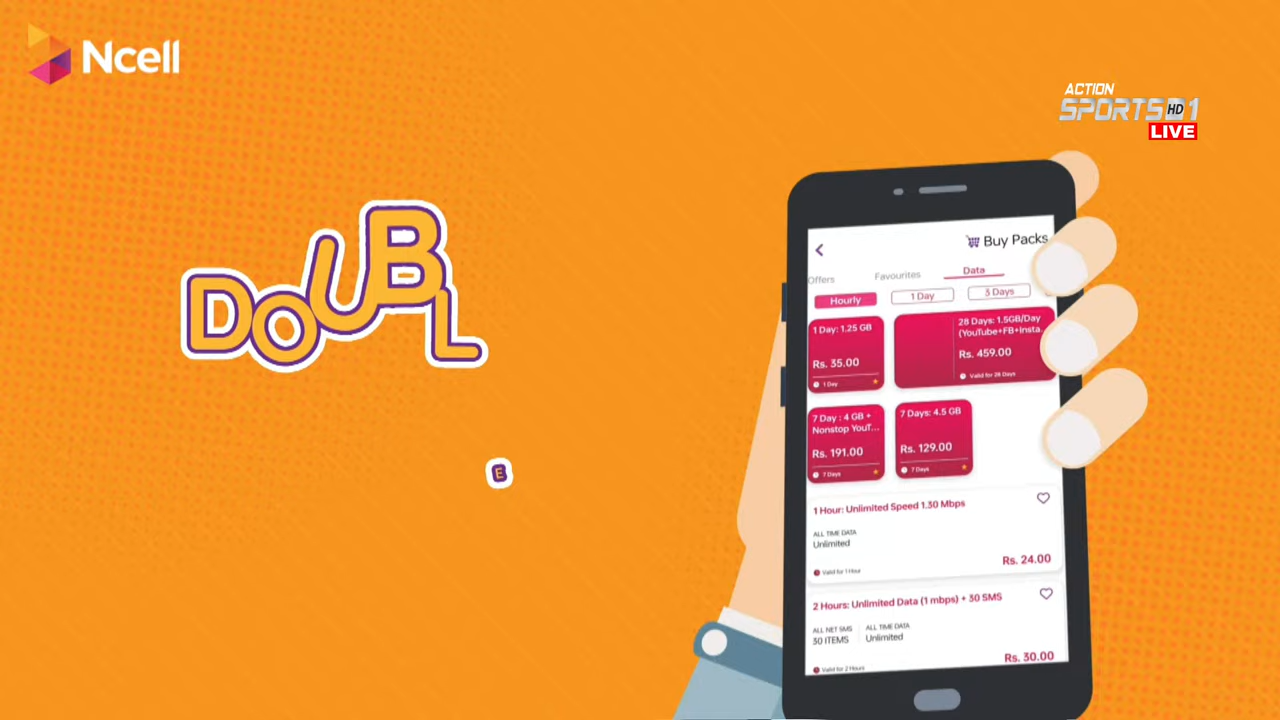 Ncell
ACTION
SPORTS HD 1
LIVE
DOUBL
E
Buy Packs
Offers Favourites Data
Hourly 1 Day 3 Days
1 Day: 1.25 GB
Rs. 35.00
1 Day
28 Days: 1.5GB/Day
(YouTube+FB+Insta..
Rs. 459.00
Valid for 28 Days
7 Day : 4 GB +
Nonstop YouT...
Rs. 191.00
7 Days
7 Days: 4.5 GB
Rs. 129.00
7 Days
1 Hour: Unlimited Speed 1.30 Mbps
ALL TIME DATA
Unlimited
Valid for 1 Hour
Rs. 24.00
2 Hours: Unlimited Data (1 mbps) + 30 SMS
ALL NET SMS ALL TIME DATA
30 ITEMS Unlimited
Valid for 2 Hours
Rs. 30.00